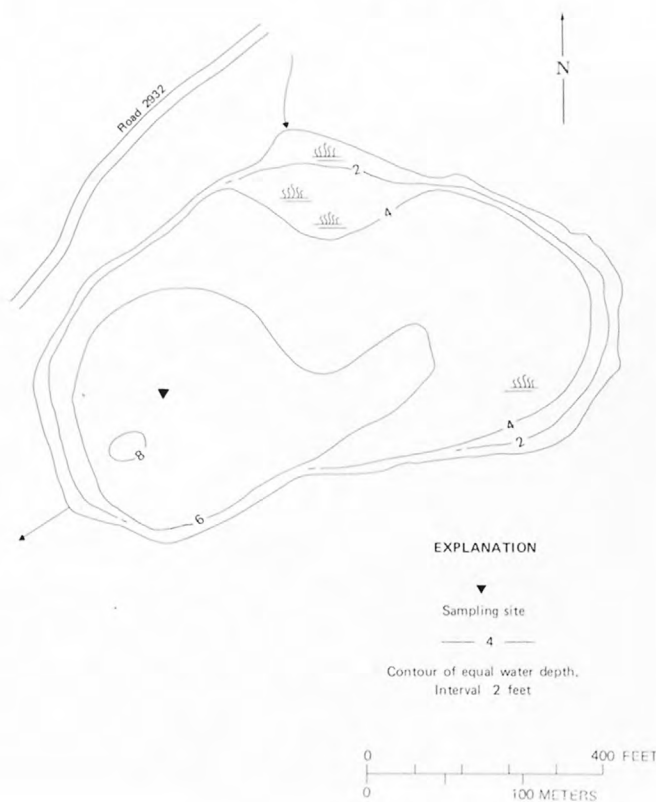 Road 2932
N
2
4
4
2
8
6
EXPLANATION
Sampling site
4
Contour of equal water depth,
Interval 2 feet
0 400 FEET
0 100 METERS